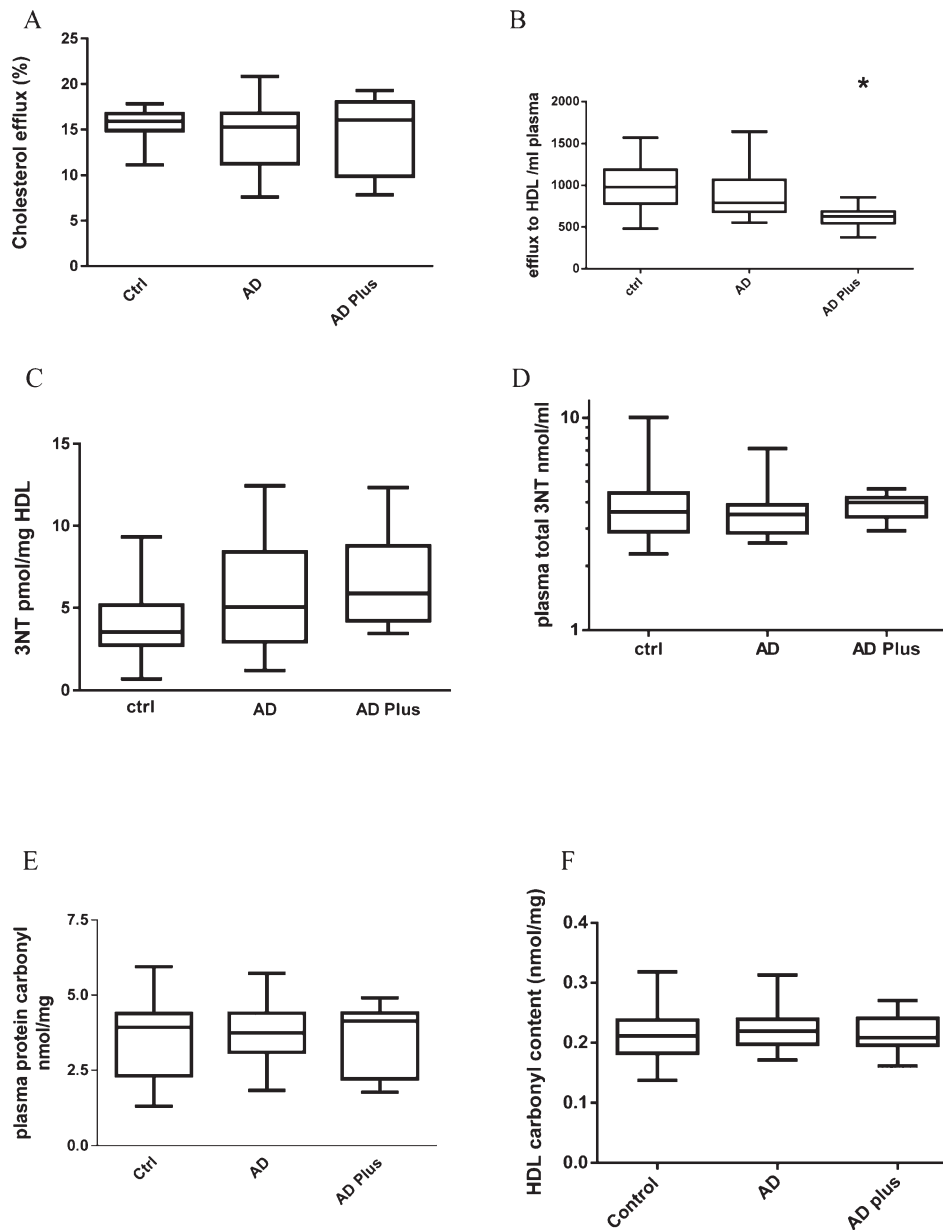 A
Cholesterol efflux (%)
25
20
15
10
5
0
Ctrl
AD
AD Plus
B
*
efflux to HDL /ml plasma
2000
1500
1000
500
0
ctrl
AD
AD Plus
C
3NT pmol/mg HDL
15
10
5
0
ctrl
AD
AD Plus
D
plasma total 3NT nmol/ml
10
1
ctrl
AD
AD Plus
E
plasma protein carbonyl
nmol/mg
7.5
5.0
2.5
0.0
Ctrl
AD
AD Plus
F
HDL carbonyl content (nmol/mg)
0.4
0.3
0.2
0.1
0.0
Control
AD
AD plus